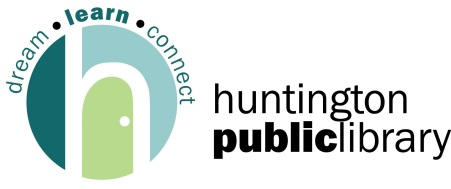 dream • learn • connect
h
huntington
publiclibrary